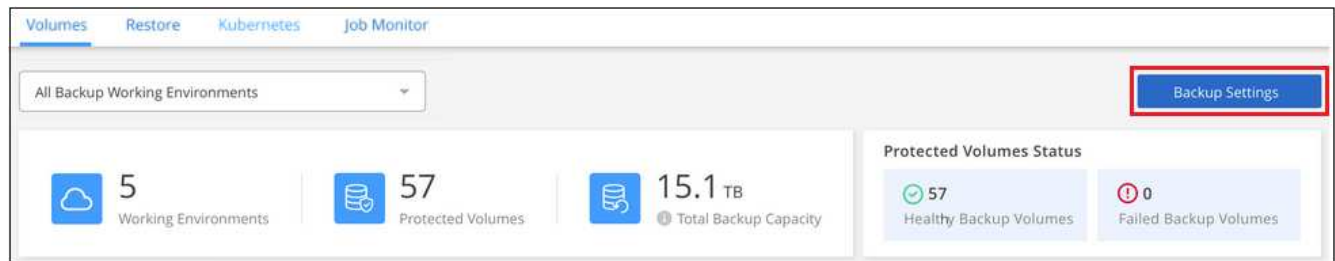 Volumes Restore Kubernetes Job Monitor
All Backup Working Environments
Backup Settings
5
Working Environments
57
Protected Volumes
15.1 TB
Total Backup Capacity
Protected Volumes Status
57
Healthy Backup Volumes
0
Failed Backup Volumes